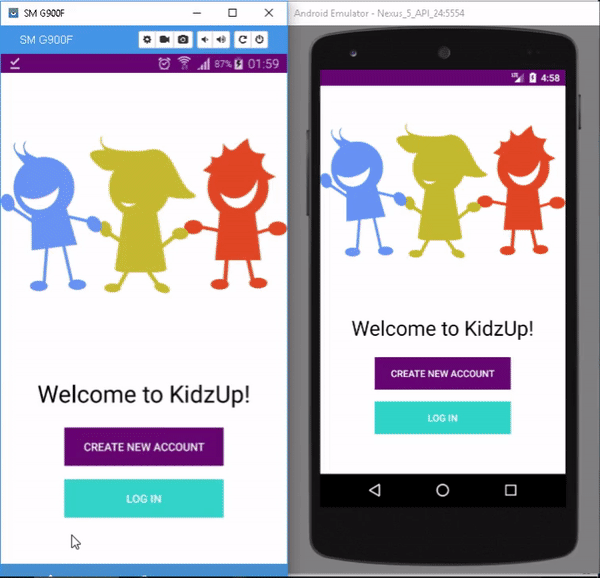 SM G900F
SM G900F
87% 01:59
Welcome to KidzUp!
CREATE NEW ACCOUNT
LOG IN
Android Emulator - Nexus_5_API_24:5554
LTE 4:58
Welcome to KidzUp!
CREATE NEW ACCOUNT
LOG IN